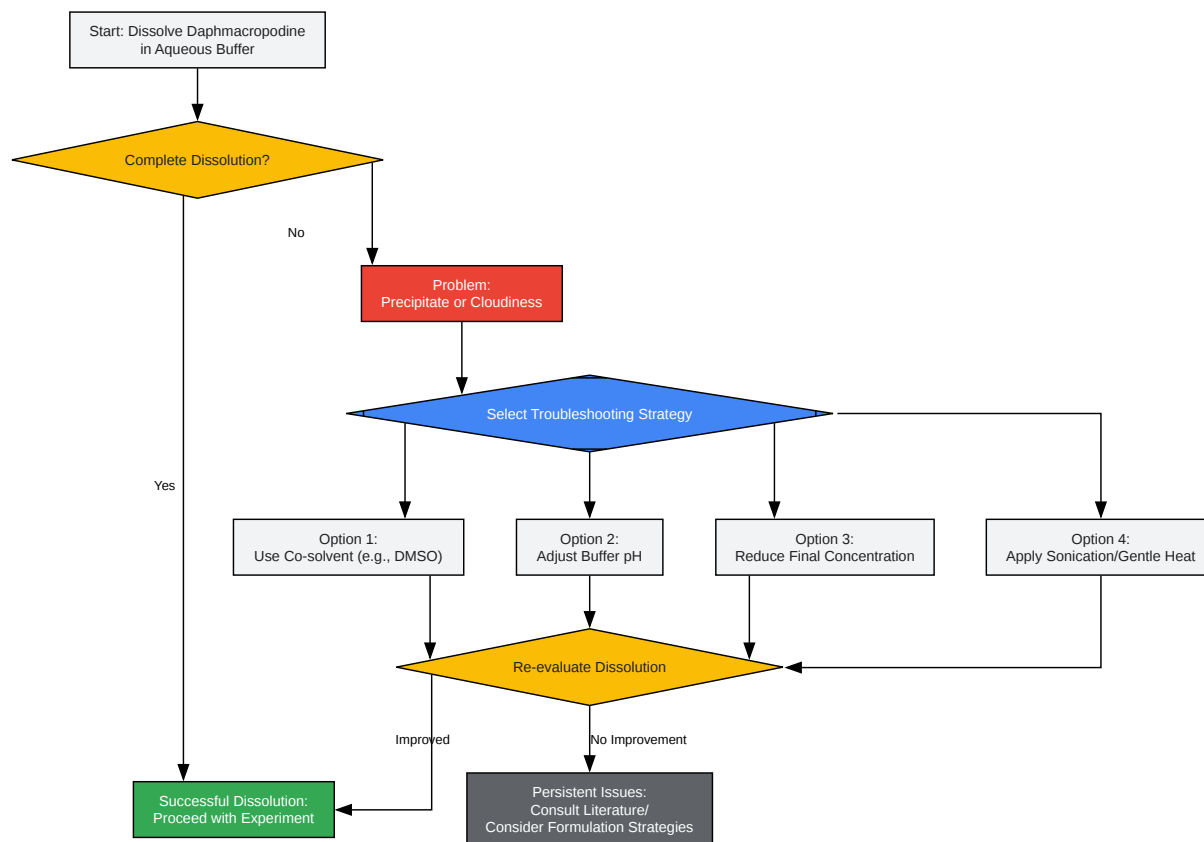 Start: Dissolve Daphmacropodine
in Aqueous Buffer
Complete Dissolution?
No
Problem:
Precipitate or Cloudiness
Select Troubleshooting Strategy
Yes
Option 1:
Use Co-solvent (e.g., DMSO)
Option 2:
Adjust Buffer pH
Option 3:
Reduce Final Concentration
Option 4:
Apply Sonication/Gentle Heat
Re-evaluate Dissolution
Improved
No Improvement
Successful Dissolution:
Proceed with Experiment
Persistent Issues:
Consult Literature/
Consider Formulation Strategies